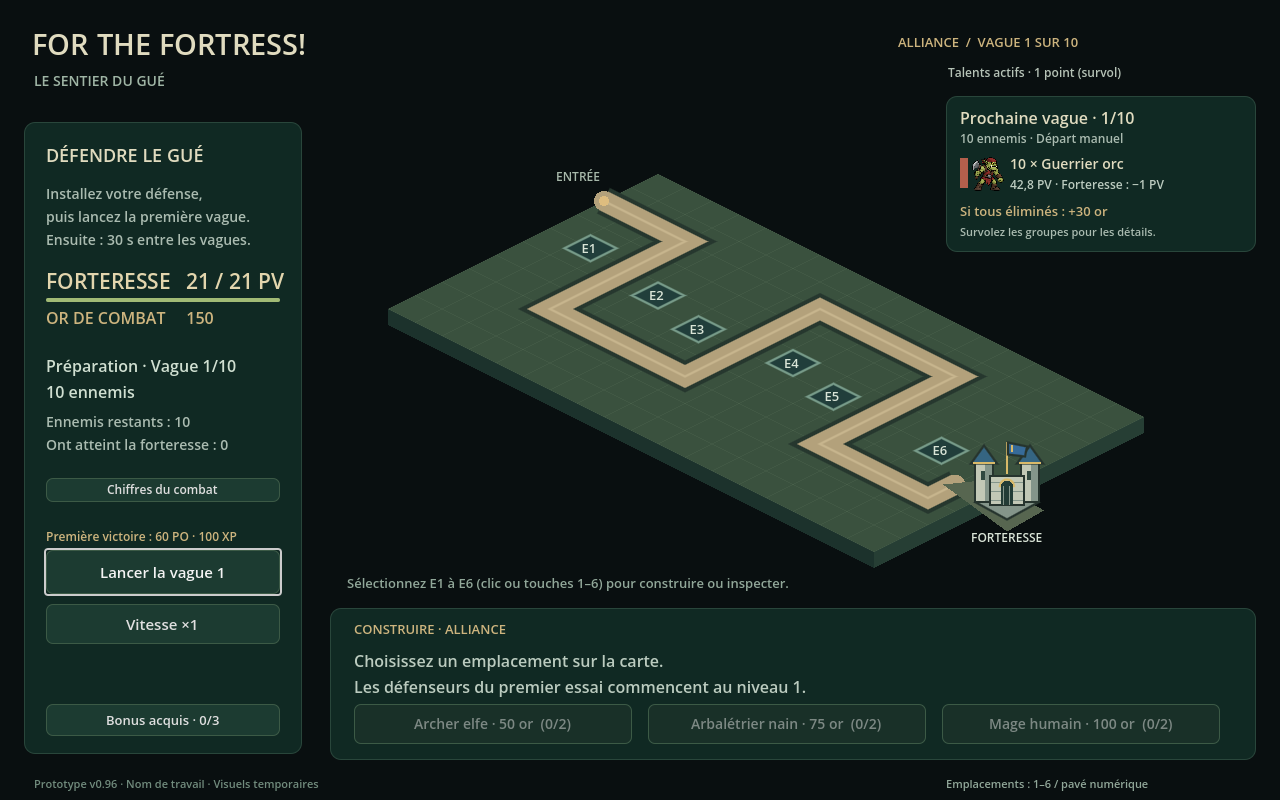 FOR THE FORTRESS!
LE SENTIER DU GUÉ
ALLIANCE / VAGUE 1 SUR 10
Talents actifs · 1 point (survol)
Prochaine vague · 1/10
10 ennemis · Départ manuel
10 × Guerrier orc
42,8 PV · Forteresse : −1 PV
Si tous éliminés : +30 or
Survolez les groupes pour les détails.
DÉFENDRE LE GUÉ
Installez votre défense,
puis lancez la première vague.
Ensuite : 30 s entre les vagues.
FORTERESSE 21 / 21 PV
OR DE COMBAT 150
Préparation · Vague 1/10
10 ennemis
Ennemis restants : 10
Ont atteint la forteresse : 0
Chiffres du combat
Première victoire : 60 PO · 100 XP
Lancer la vague 1
Vitesse ×1
Bonus acquis · 0/3
ENTRÉE
E1
E2
E3
E4
E5
E6
FORTERESSE
Sélectionnez E1 à E6 (clic ou touches 1–6) pour construire ou inspecter.
CONSTRUIRE · ALLIANCE
Choisissez un emplacement sur la carte.
Les défenseurs du premier essai commencent au niveau 1.
Archer elfe · 50 or (0/2)
Arbalétrier nain · 75 or (0/2)
Mage humain · 100 or (0/2)
Prototype v0.96 · Nom de travail · Visuels temporaires
Emplacements : 1–6 / pavé numérique